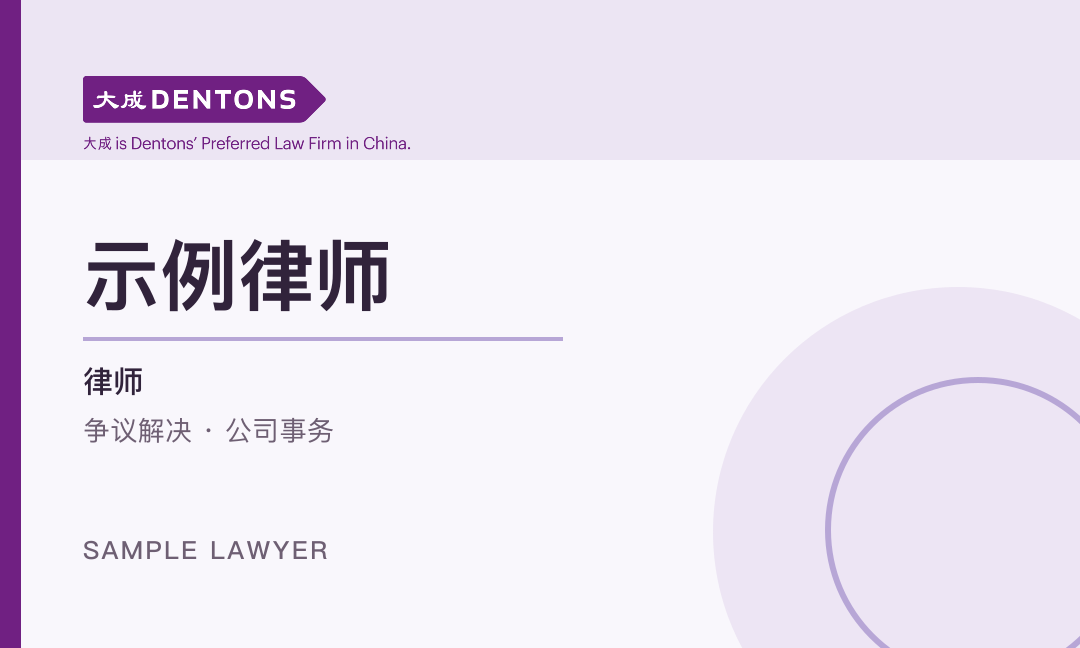 大成 DENTONS
大成 is Dentons’ Preferred Law Firm in China.
示例律师
律师
争议解决 · 公司事务
SAMPLE LAWYER